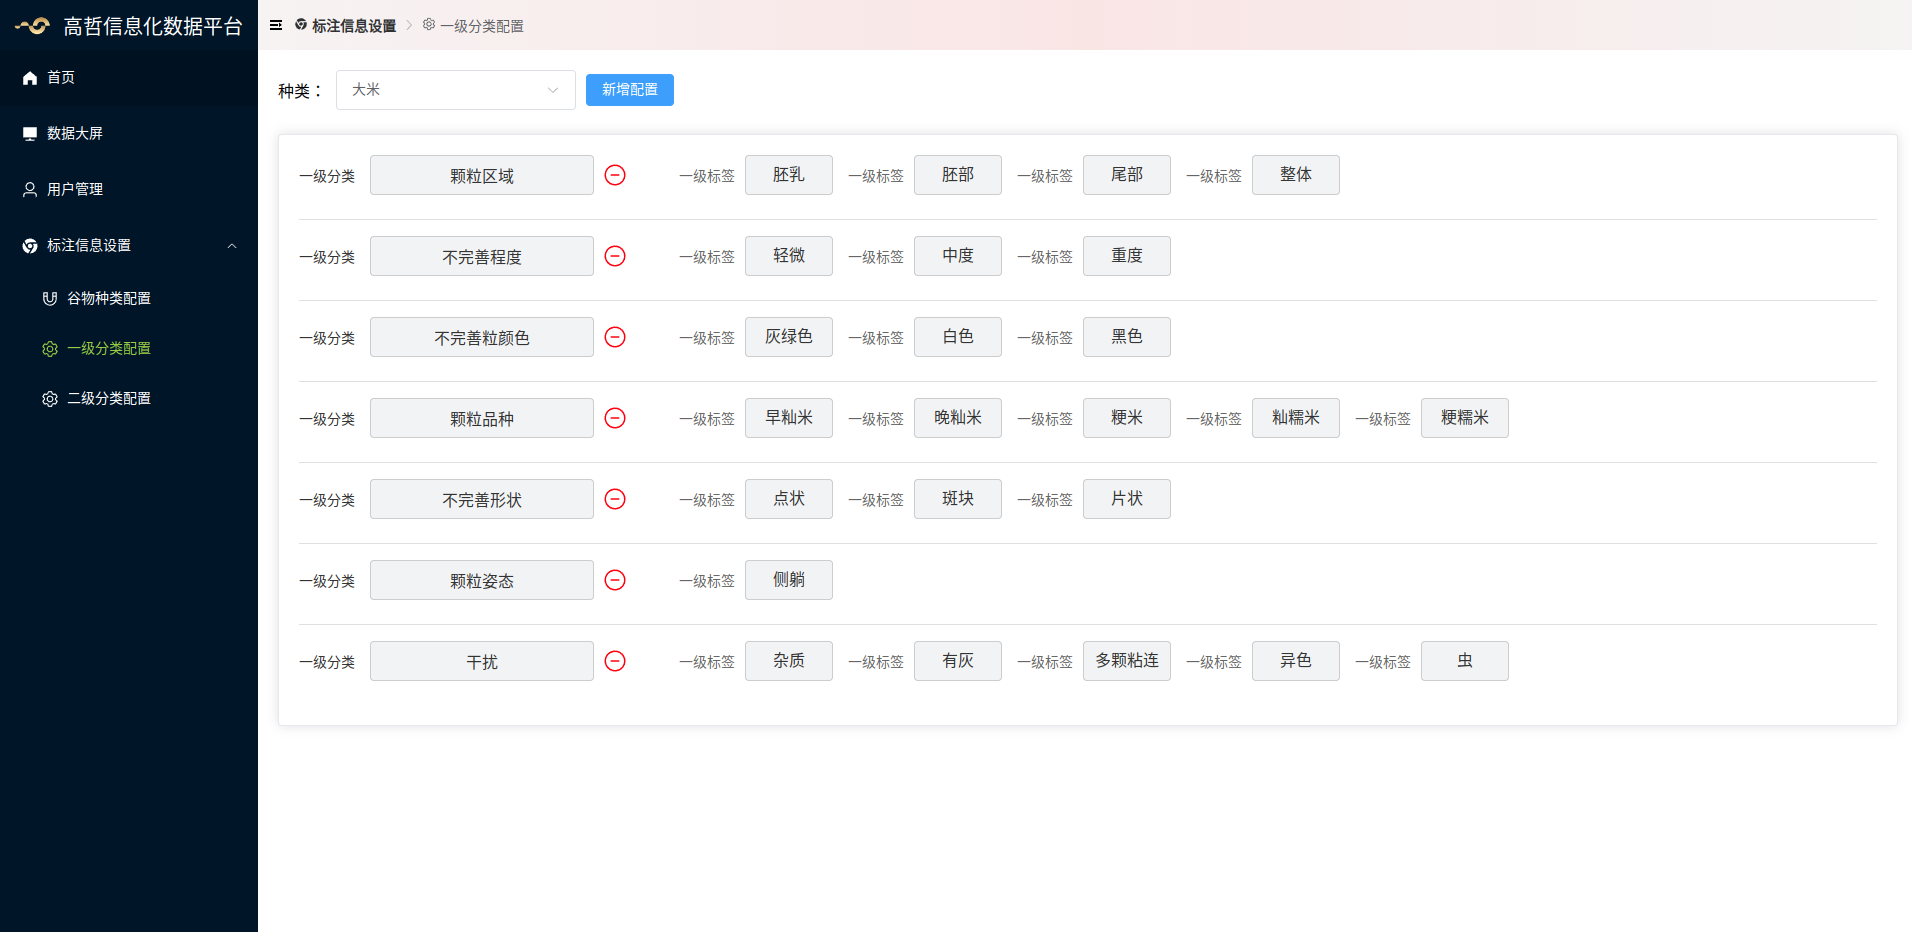 高哲信息化数据平台
首页
数据大屏
用户管理
标注信息设置
谷物种类配置
一级分类配置
二级分类配置
标注信息设置 一级分类配置
种类： 大米 新增配置
一级分类 颗粒区域 一级标签 胚乳 一级标签 胚部 一级标签 尾部 一级标签 整体
一级分类 不完善程度 一级标签 轻微 一级标签 中度 一级标签 重度
一级分类 不完善粒颜色 一级标签 灰绿色 一级标签 白色 一级标签 黑色
一级分类 颗粒品种 一级标签 早籼米 一级标签 晚籼米 一级标签 粳米 一级标签 籼糯米 一级标签 粳糯米
一级分类 不完善形状 一级标签 点状 一级标签 斑块 一级标签 片状
一级分类 颗粒姿态 一级标签 侧躺
一级分类 干扰 一级标签 杂质 一级标签 有灰 一级标签 多颗粘连 一级标签 异色 一级标签 虫